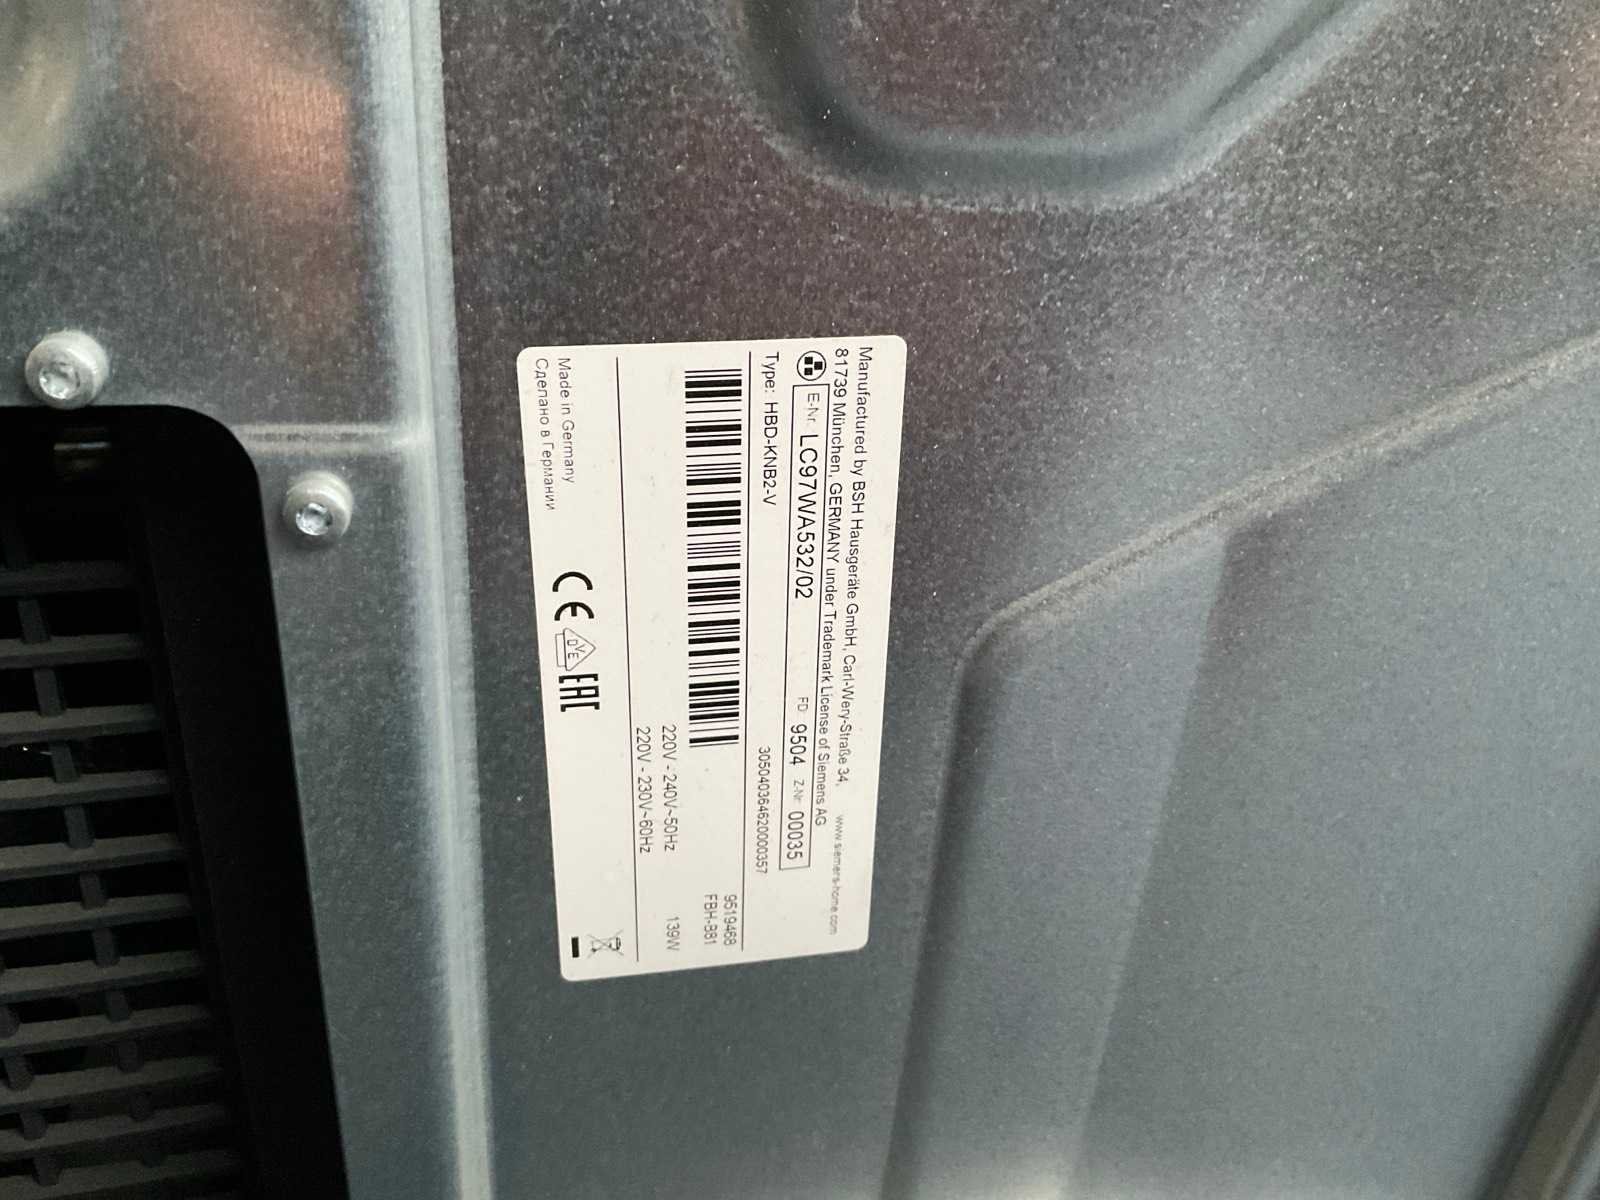 Manufactured by BSH Hausgeräte GmbH, Carl-Wery-Straße 34,
81739 München, GERMANY under Trademark License of Siemens AG
www.siemens-home.com
E-Nr. LC97WA532/02 FD 9504 Z-Nr. 00035
Type: HBD-KNB2-V 305040364620000357
9519468
FBH-B81
220V - 240V~50Hz 139W
220V - 230V~60Hz
Made in Germany
Сделано в Германии
CE DVE EAC